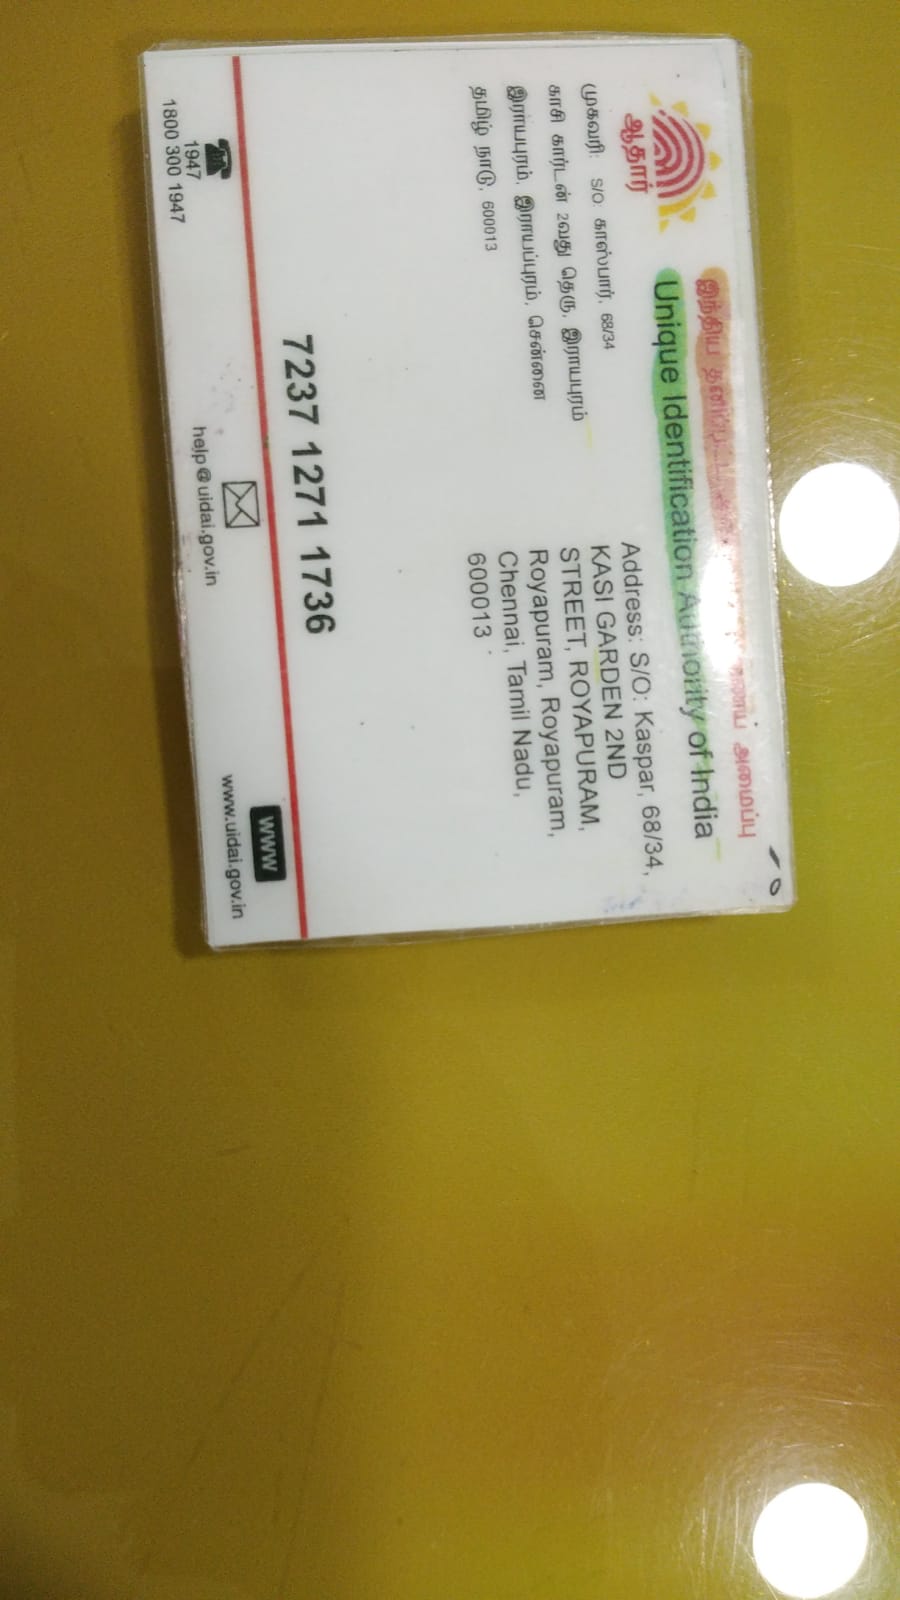 இந்திய அமைப்பு
Unique Identification Authority of India
ஆதார்
முகவரி: S/O: காஸ்பார், 68/34
காசி கார்டன் 2வது தெரு, இராயபுரம்
இராயபுரம், இராயப்புரம், சென்னை
தமிழ் நாடு, 600013
Address: S/O: Kaspar, 68/34,
KASI GARDEN 2ND
STREET, ROYAPURAM,
Royapuram, Royapuram,
Chennai, Tamil Nadu,
600013
7237 1271 1736
1947
1800 300 1947
help@uidai.gov.in
www
www.uidai.gov.in